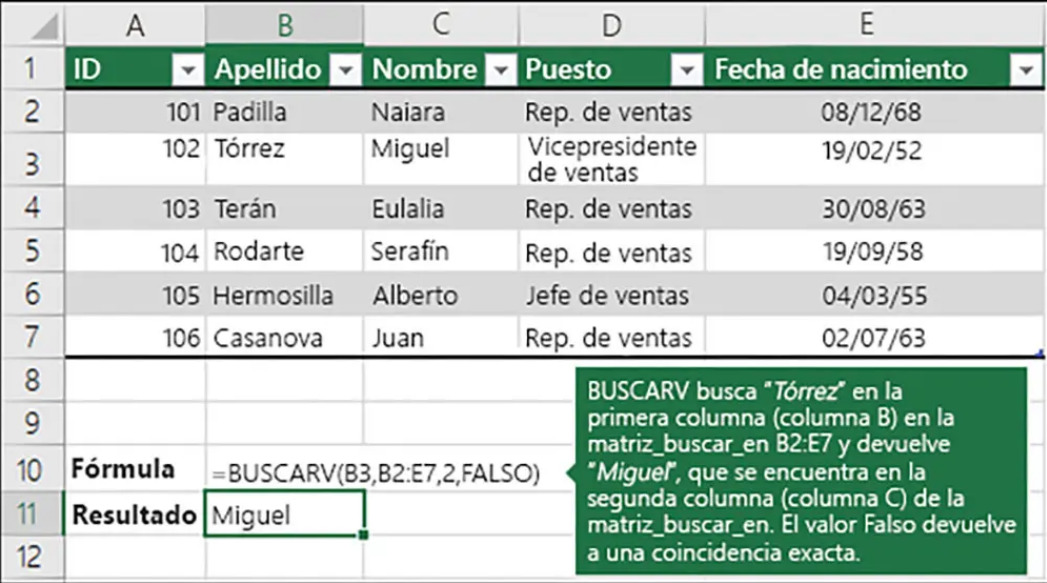 A B C D E
1 ID Apellido Nombre Puesto Fecha de nacimiento
2 101 Padilla Naiara Rep. de ventas 08/12/68
3 102 Tórrez Miguel Vicepresidente de ventas 19/02/52
4 103 Terán Eulalia Rep. de ventas 30/08/63
5 104 Rodarte Serafín Rep. de ventas 19/09/58
6 105 Hermosilla Alberto Jefe de ventas 04/03/55
7 106 Casanova Juan Rep. de ventas 02/07/63
8
9
10 Fórmula =BUSCARV(B3,B2:E7,2,FALSO)
11 Resultado Miguel
12
BUSCARV busca "Tórrez" en la
primera columna (columna B) en la
matriz_buscar_en B2:E7 y devuelve
"Miguel", que se encuentra en la
segunda columna (columna C) de la
matriz_buscar_en. El valor Falso devuelve
a una coincidencia exacta.